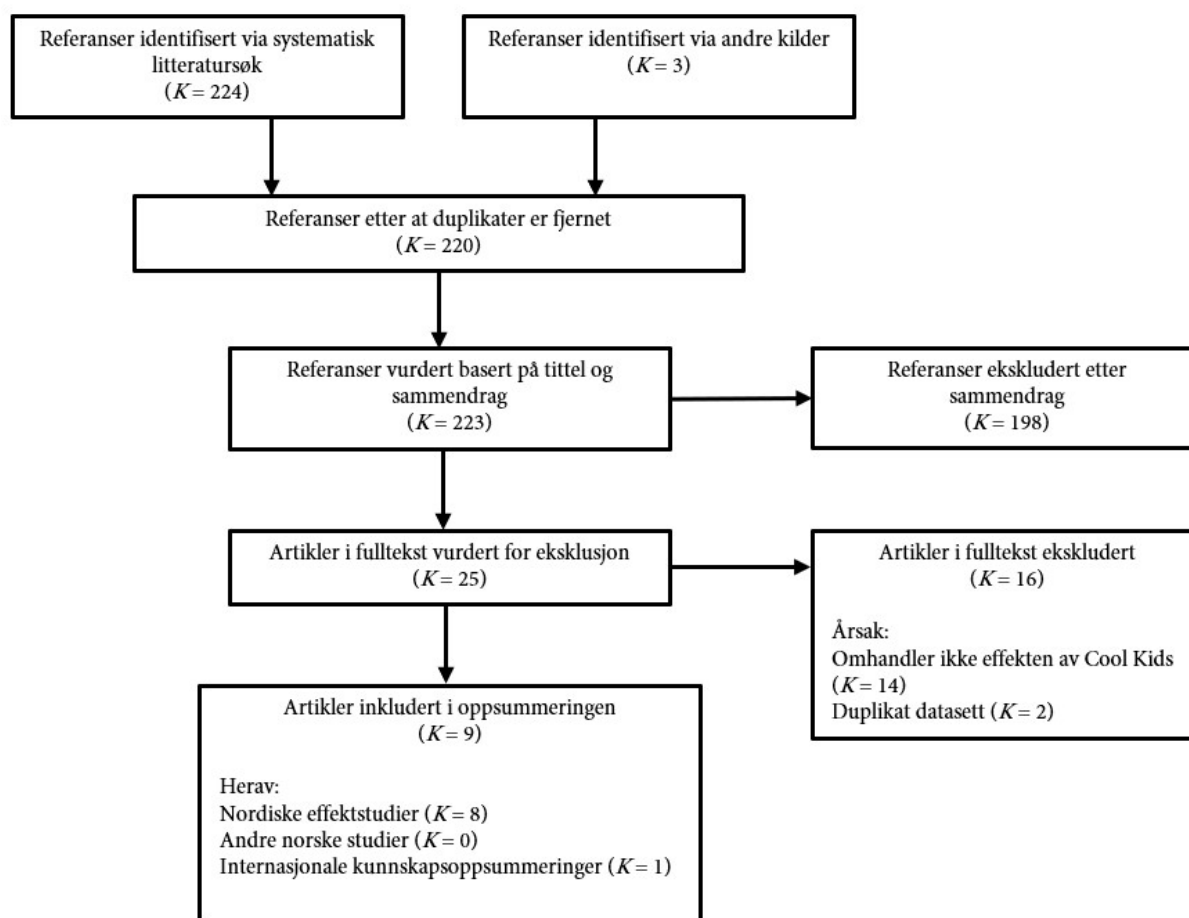 Referanser identifisert via systematisk
litteratursøk
(K = 224)
Referanser identifisert via andre kilder
(K = 3)
Referanser etter at duplikater er fjernet
(K = 220)
Referanser vurdert basert på tittel og
sammendrag
(K = 223)
Referanser ekskludert etter
sammendrag
(K = 198)
Artikler i fulltekst vurdert for eksklusjon
(K = 25)
Artikler i fulltekst ekskludert
(K = 16)
Årsak:
Omhandler ikke effekten av Cool Kids
(K = 14)
Duplikat datasett (K = 2)
Artikler inkludert i oppsummeringen
(K = 9)
Herav:
Nordiske effektstudier (K = 8)
Andre norske studier (K = 0)
Internasjonale kunnskapsoppsummeringer (K = 1)